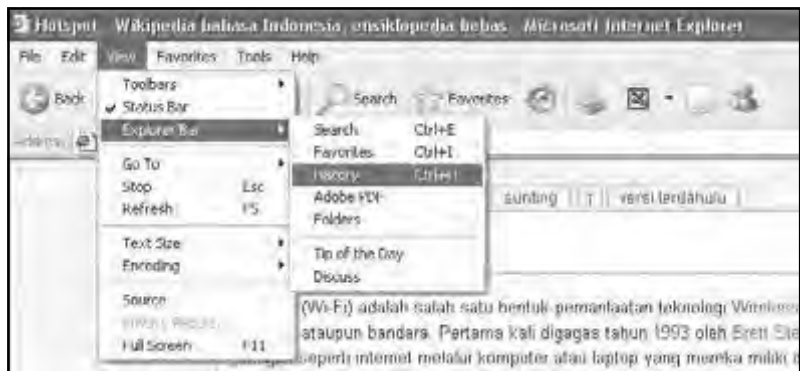 Hotspot - Wikipedia bahasa Indonesia, ensiklopedia bebas - Microsoft Internet Explorer
File Edit View Favorites Tools Help
Back Search Favorites
Toolbars
Status Bar
Explorer Bar
Go To
Stop Esc
Refresh F5
Text Size
Encoding
Source
Full Screen F11
Search Ctrl+E
Favorites Ctrl+I
History Ctrl+H
Adobe PDF
Folders
Tip of the Day
Discuss
sunting || || versi terdahulu |
(Wi-Fi) adalah salah satu bentuk pemanfaatan teknologi
ataupun bandara. Pertama kali digagas tahun 1993 oleh Brett
seperti internet melalui komputer atau laptop yang mereka miliki